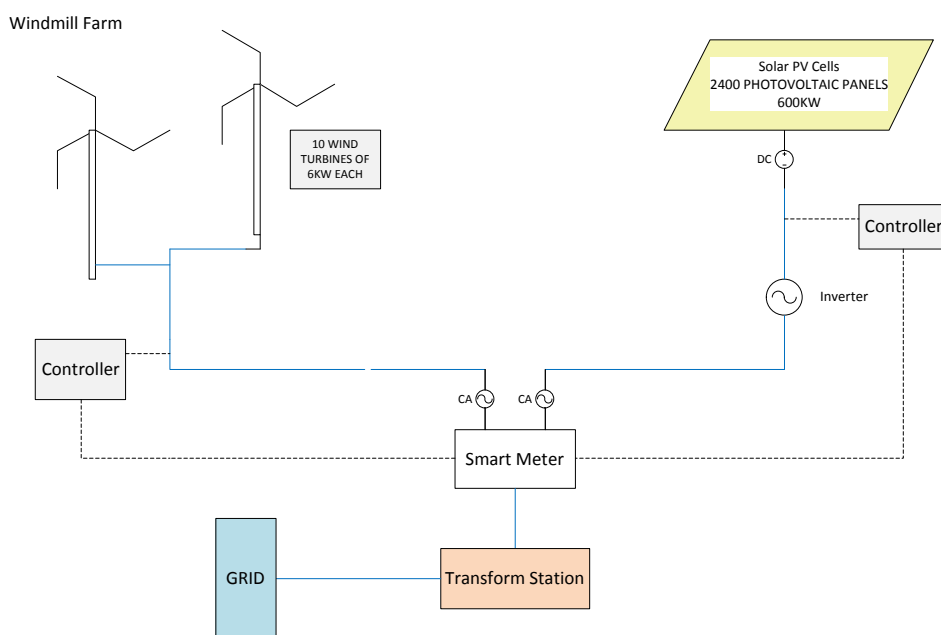 Windmill Farm
Solar PV Cells
2400 PHOTOVOLTAIC PANELS
600KW
10 WIND
TURBINES OF
6KW EACH
DC
Controller
Inverter
Controller
CA
CA
Smart Meter
GRID
Transform Station